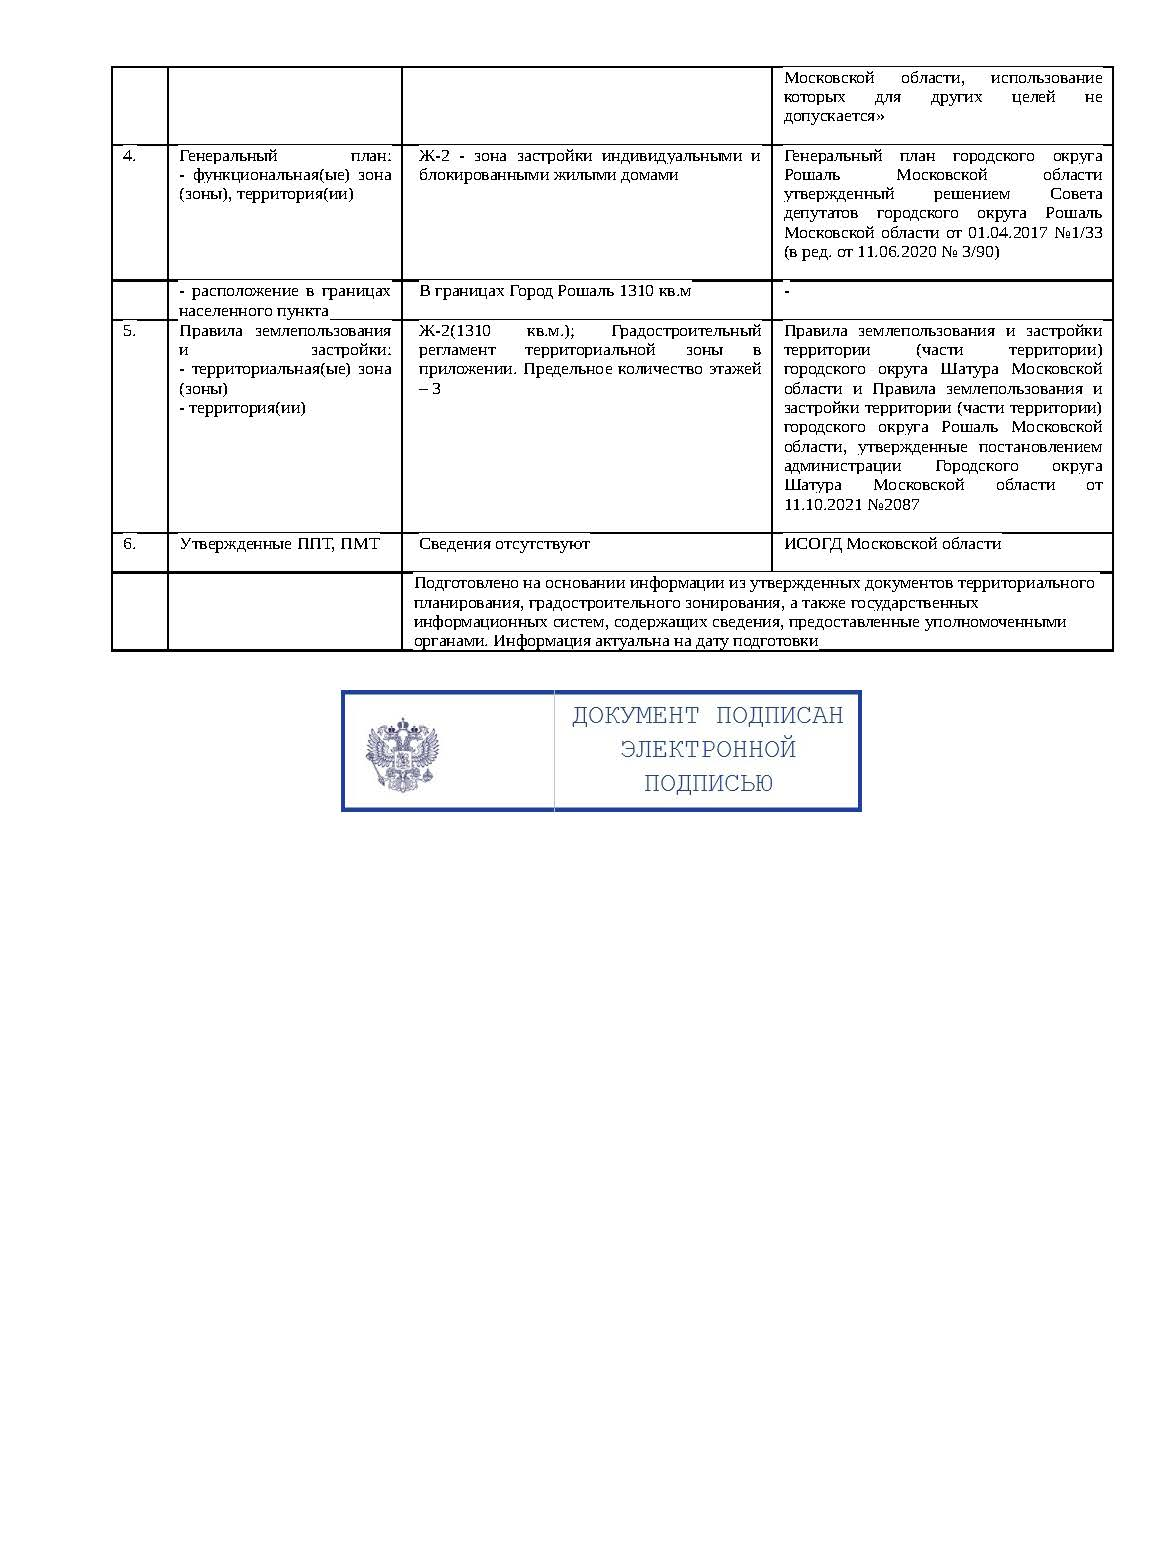 Московской области, использование
которых для других целей не
допускается»
4.
Генеральный план:
- функциональная(ые) зона
(зоны), территория(ии)
Ж-2 - зона застройки индивидуальными и
блокированными жилыми домами
Генеральный план городского округа
Рошаль Московской области
утвержденный решением Совета
депутатов городского округа Рошаль
Московской области от 01.04.2017 №1/33
(в ред. от 11.06.2020 № 3/90)
- расположение в границах
населенного пункта
В границах Город Рошаль 1310 кв.м
-
5.
Правила землепользования
и застройки:
- территориальная(ые) зона
(зоны)
- территория(ии)
Ж-2(1310 кв.м.); Градостроительный
регламент территориальной зоны в
приложении. Предельное количество этажей
– 3
Правила землепользования и застройки
территории (части территории)
городского округа Шатура Московской
области и Правила землепользования и
застройки территории (части территории)
городского округа Рошаль Московской
области, утвержденные постановлением
администрации Городского округа
Шатура Московской области от
11.10.2021 №2087
6.
Утвержденные ППТ, ПМТ
Сведения отсутствуют
ИСОГД Московской области
Подготовлено на основании информации из утвержденных документов территориального
планирования, градостроительного зонирования, а также государственных
информационных систем, содержащих сведения, предоставленные уполномоченными
органами. Информация актуальна на дату подготовки
ДОКУМЕНТ ПОДПИСАН
ЭЛЕКТРОННОЙ
ПОДПИСЬЮ